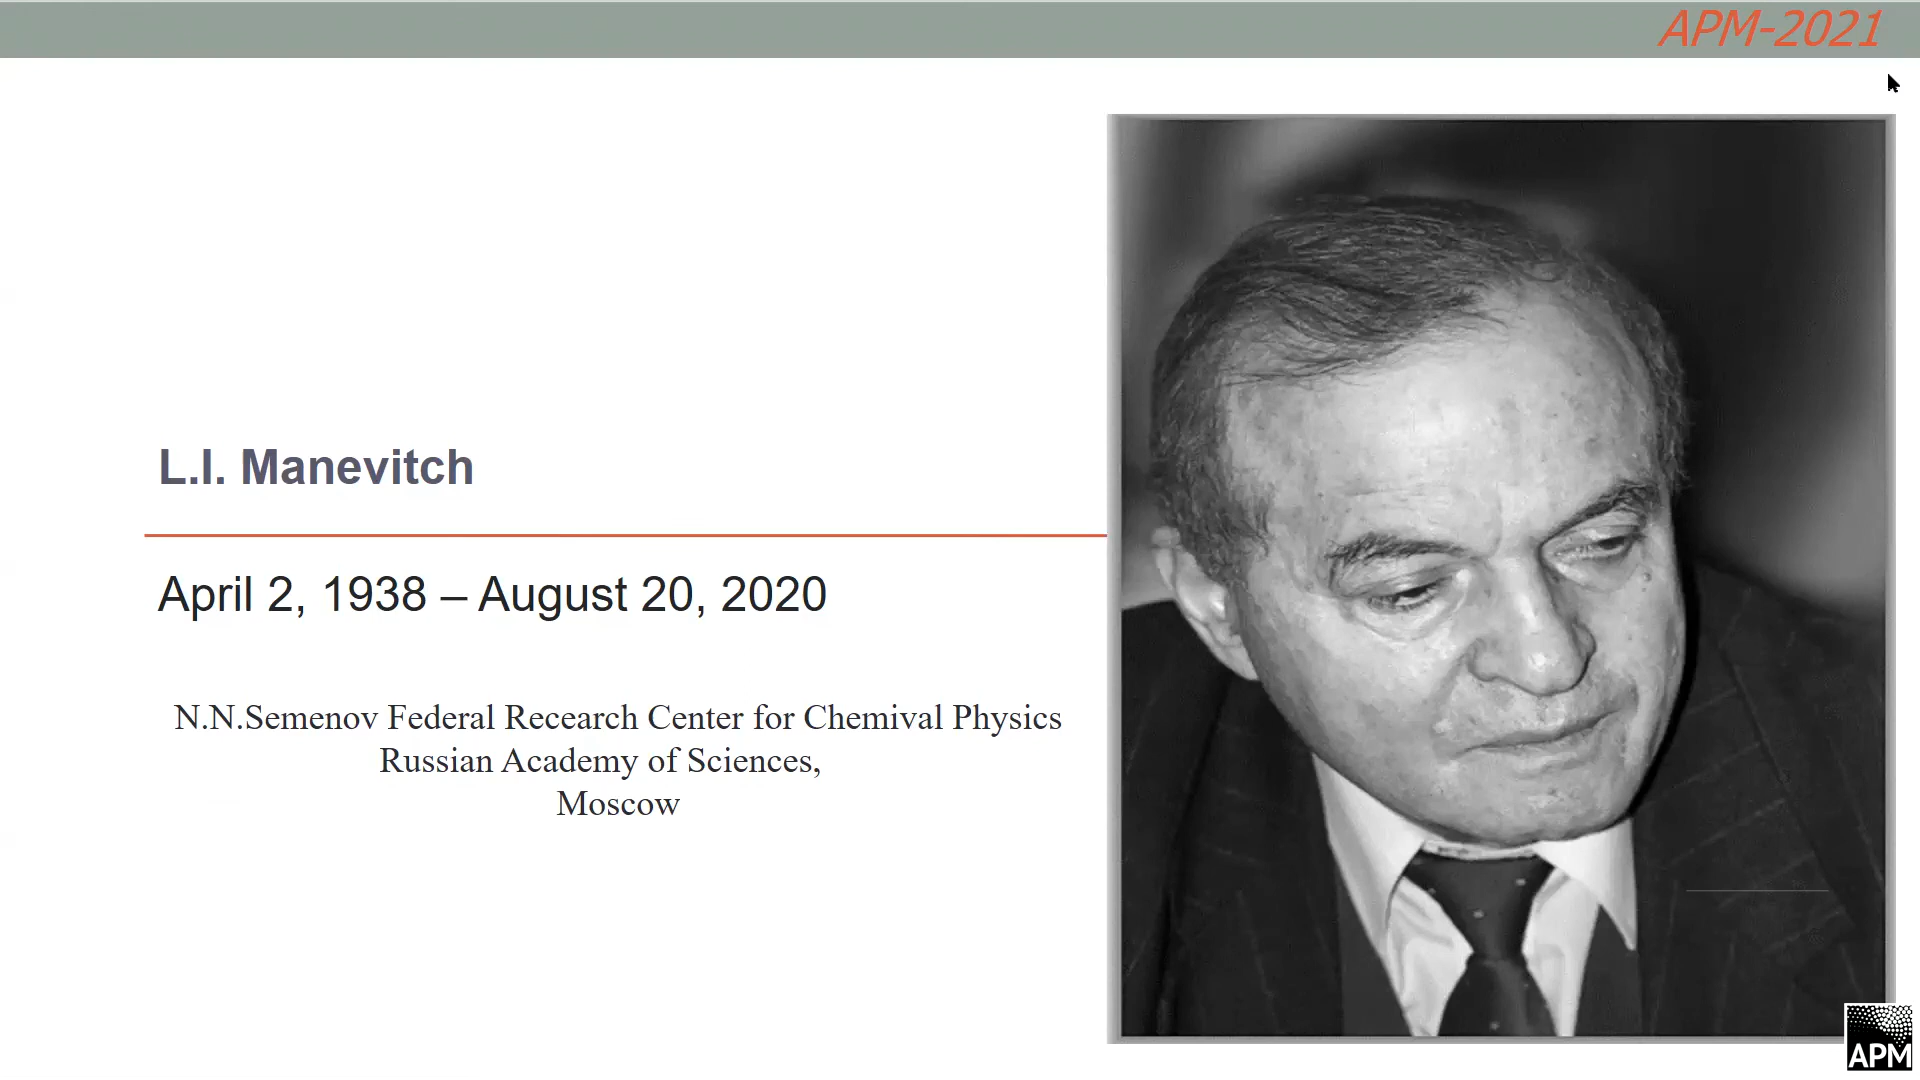 APM-2021
L.I. Manevitch
April 2, 1938 – August 20, 2020
N.N.Semenov Federal Recearch Center for Chemival Physics
Russian Academy of Sciences,
Moscow
APM